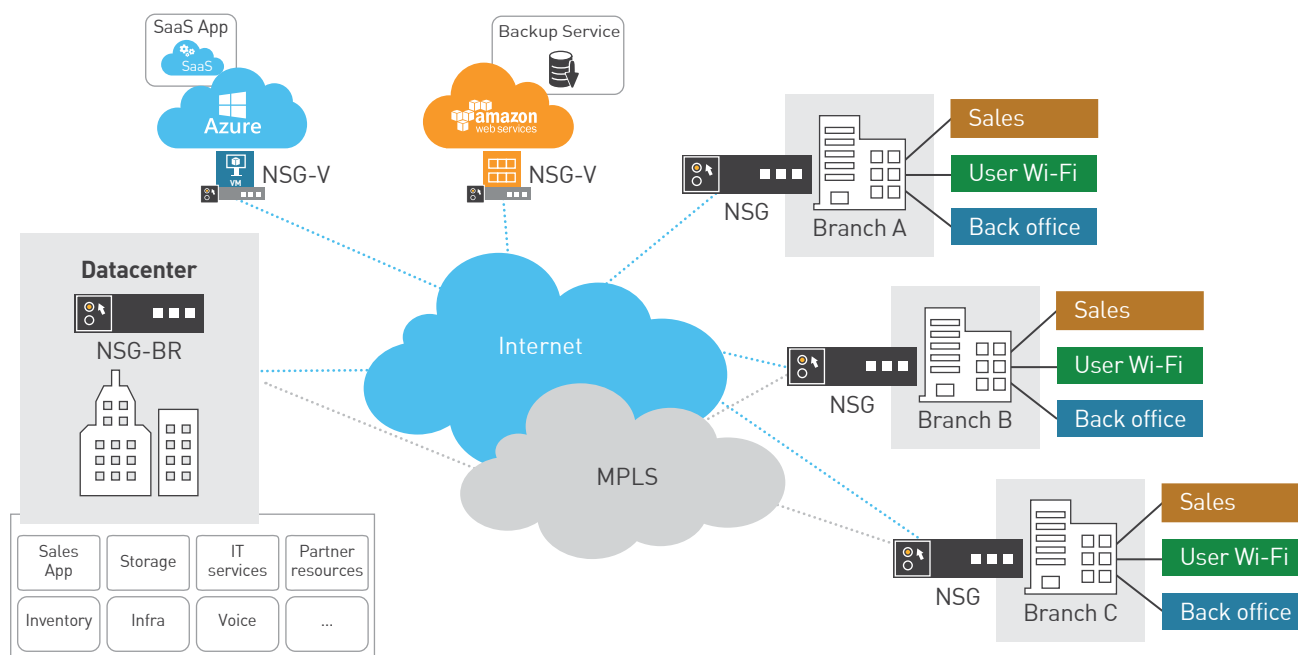 SaaS App
SaaS
Azure
VM
NSG-V
Backup Service
amazon
web services
NSG-V
Datacenter
NSG-BR
Internet
MPLS
NSG
Branch A
Sales
User Wi-Fi
Back office
NSG
Branch B
Sales
User Wi-Fi
Back office
NSG
Branch C
Sales
User Wi-Fi
Back office
Sales
App
Storage
IT
services
Partner
resources
Inventory
Infra
Voice
...